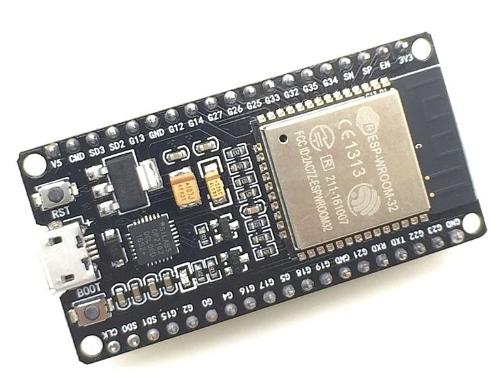 V5 CMD SD3 SD2 G13 GND G12 G14 G27 G26 G25 G33 G32 G35 G34 SN SP EN 3V3
RST
BOOT
ESP-WROOM-32
CE1313
211-161007
FCC ID:2AC7Z-ESPWROOM32
CLK SD0 SD1 G15 G2 G0 G4 G16 G17 G5 G18 G19 GND G21 RXD TXD G22 G23 GND